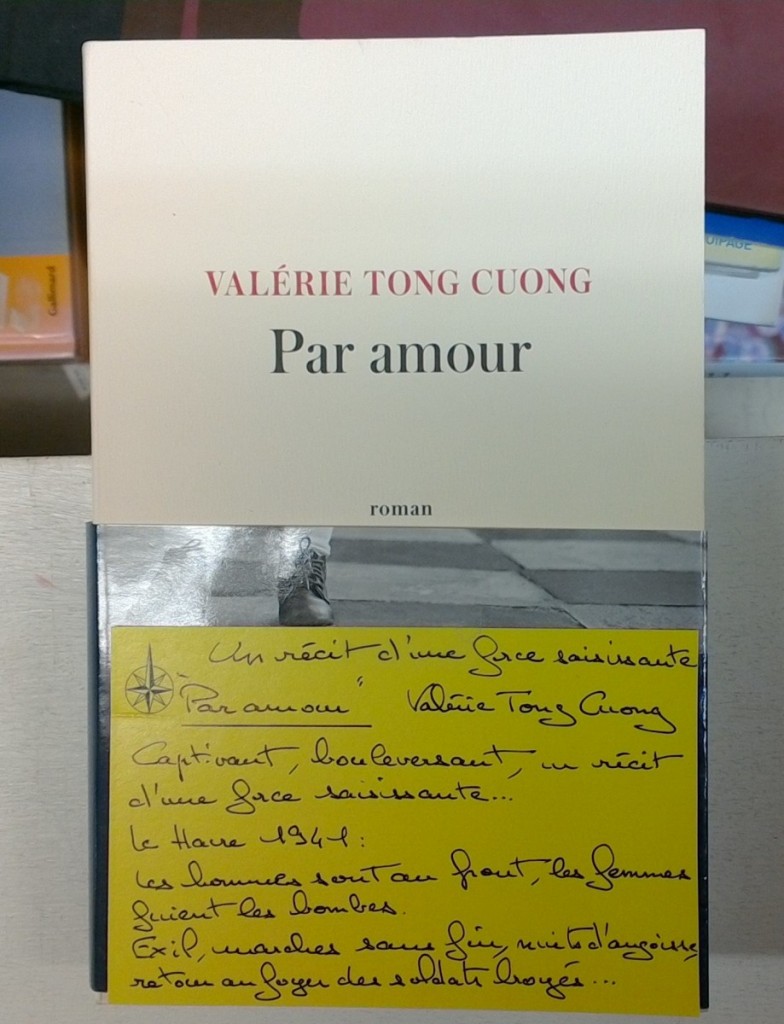 Gallimard
UIPAGE
VALÉRIE TONG CUONG
Par amour
roman
Un récit d'une force saisissante
"Par amour" Valérie Tong Cuong
Captivant, bouleversant, un récit
d'une force saisissante...
Le Havre 1941:
Les hommes sont au front, les femmes
fuient les bombes.
Exil, marches sans fin, nuits d'angoisse,
retour au foyer des soldats broyés...